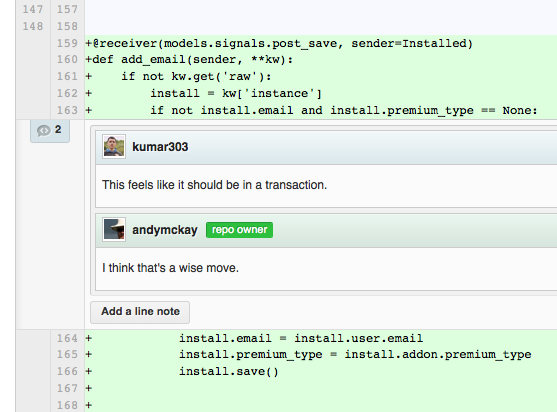 147 157
148 158
159 +@receiver(models.signals.post_save, sender=Installed)
160 +def add_email(sender, **kw):
161 +    if not kw.get('raw'):
162 +        install = kw['instance']
163 +        if not install.email and install.premium_type == None:
2
kumar303
This feels like it should be in a transaction.
andymckay repo owner
I think that's a wise move.
Add a line note
164 +            install.email = install.user.email
165 +            install.premium_type = install.addon.premium_type
166 +            install.save()
167 +
168 +